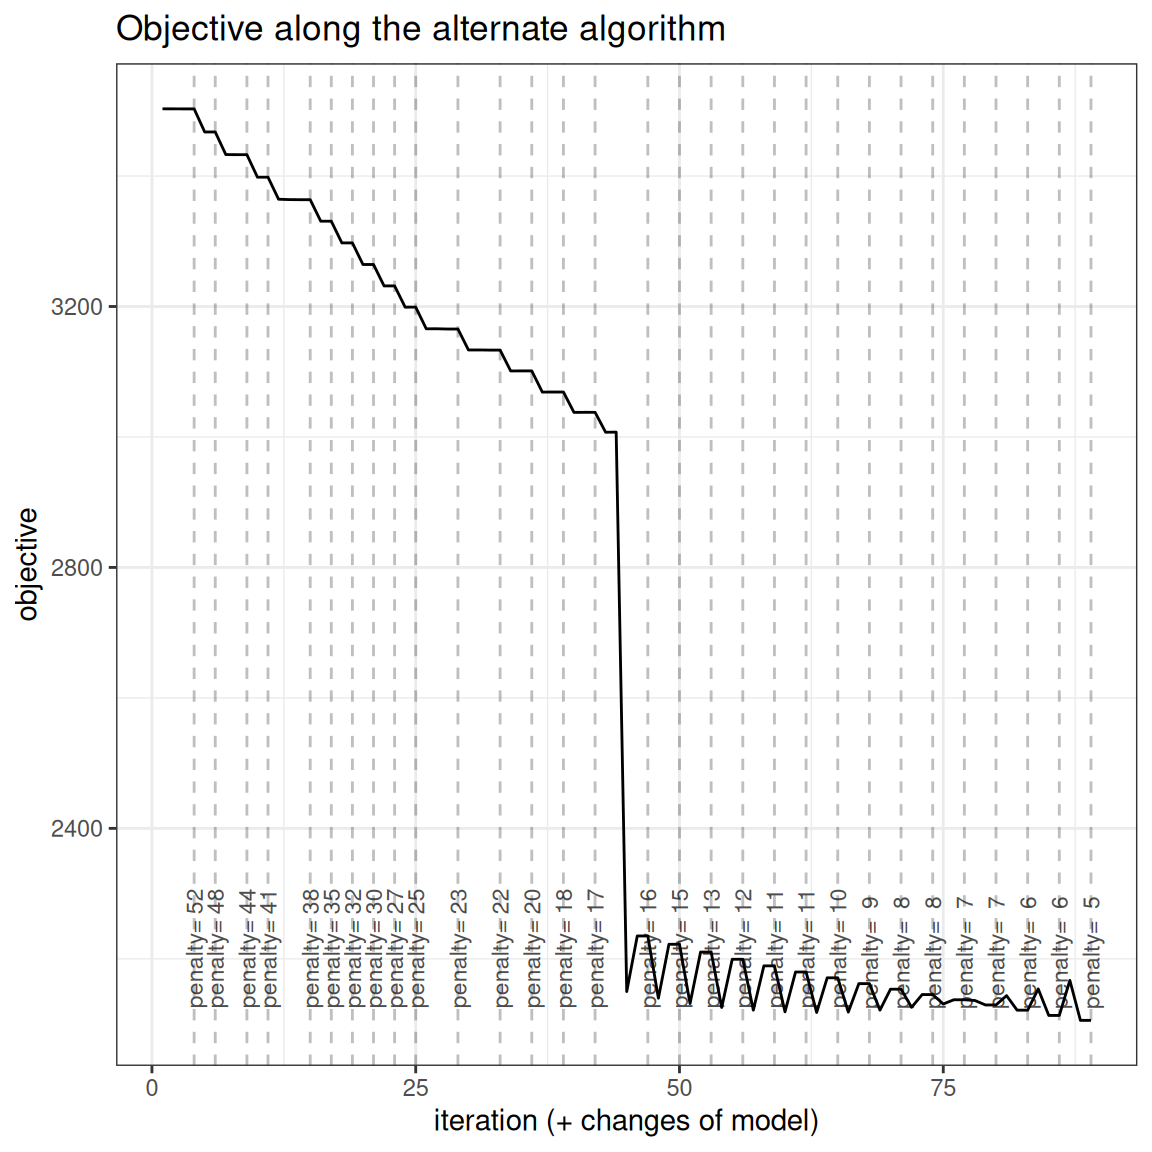 Objective along the alternate algorithm
objective
3200
2800
2400
penalty= 52
penalty= 48
penalty= 44
penalty= 41
penalty= 38
penalty= 35
penalty= 32
penalty= 30
penalty= 27
penalty= 25
penalty= 23
penalty= 22
penalty= 20
penalty= 18
penalty= 17
penalty= 16
penalty= 15
penalty= 13
penalty= 12
penalty= 11
penalty= 11
penalty= 10
penalty= 9
penalty= 8
penalty= 8
penalty= 7
penalty= 7
penalty= 6
penalty= 6
penalty= 5
0
25
50
75
iteration (+ changes of model)